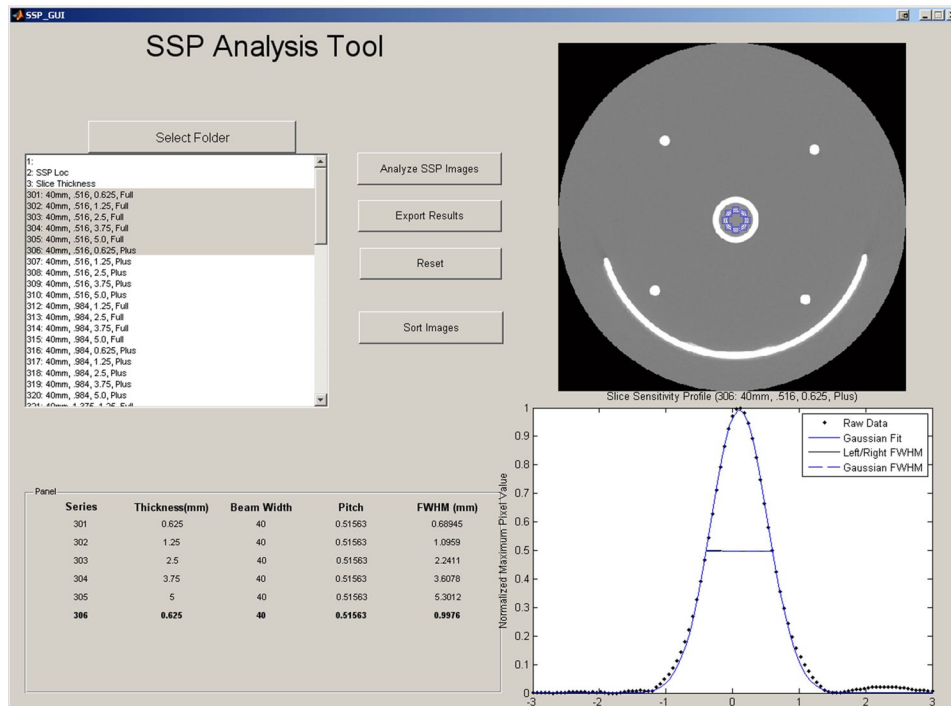 SSP_GUI
SSP Analysis Tool
Select Folder
1:
2: SSP Loc
3: Slice Thickness
301: 40mm, .516, 0.625, Full
302: 40mm, .516, 1.25, Full
303: 40mm, .516, 2.5, Full
304: 40mm, .516, 3.75, Full
305: 40mm, .516, 5.0, Full
306: 40mm, .516, 0.625, Plus
307: 40mm, .516, 1.25, Plus
308: 40mm, .516, 2.5, Plus
309: 40mm, .516, 3.75, Plus
310: 40mm, .516, 5.0, Plus
312: 40mm, .984, 1.25, Full
313: 40mm, .984, 2.5, Full
314: 40mm, .984, 3.75, Full
315: 40mm, .984, 5.0, Full
316: 40mm, .984, 0.625, Plus
317: 40mm, .984, 1.25, Plus
318: 40mm, .984, 2.5, Plus
319: 40mm, .984, 3.75, Plus
320: 40mm, .984, 5.0, Plus
321: 40mm, 1.375, 1.25, Full
Analyze SSP Images
Export Results
Reset
Sort Images
Panel
Series Thickness(mm) Beam Width Pitch FWHM (mm)
301 0.625 40 0.51563 0.68945
302 1.25 40 0.51563 1.0959
303 2.5 40 0.51563 2.2411
304 3.75 40 0.51563 3.6078
305 5 40 0.51563 5.3012
306 0.625 40 0.51563 0.9976
Slice Sensitivity Profile (306: 40mm, .516, 0.625, Plus)
Normalized Maximum Pixel Value
1
0.9
0.8
0.7
0.6
0.5
0.4
0.3
0.2
0.1
0
-3 -2 -1 0 1 2 3
Raw Data
Gaussian Fit
Left/Right FWHM
Gaussian FWHM